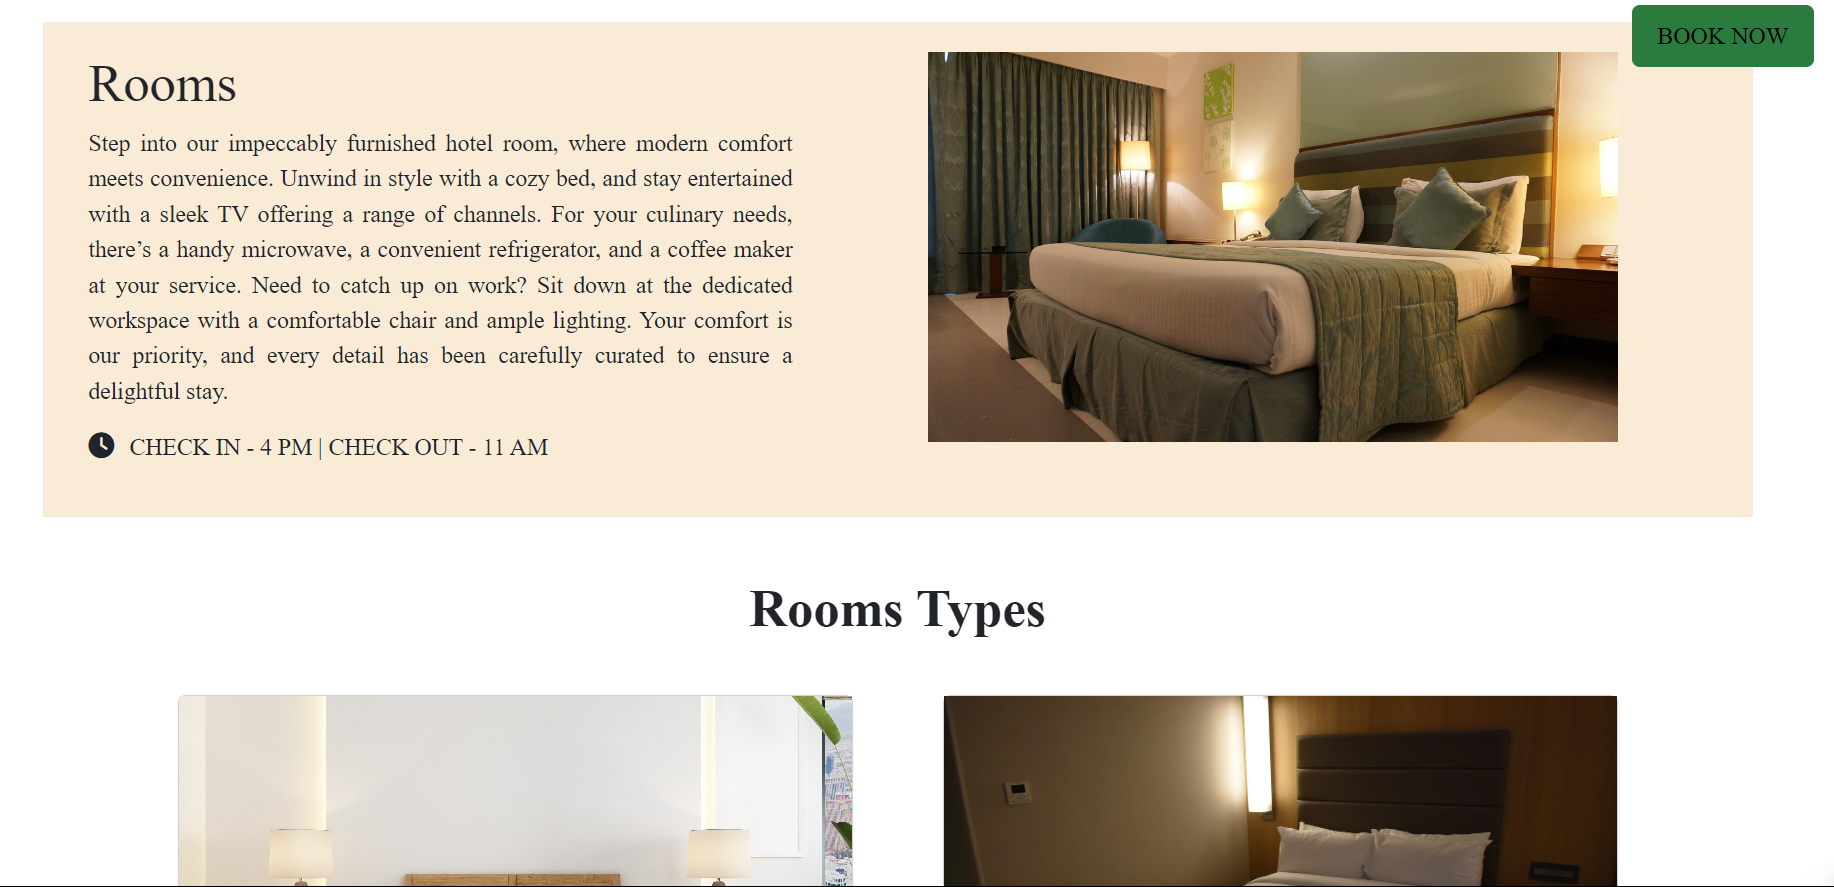 BOOK NOW
Rooms
Step into our impeccably furnished hotel room, where modern comfort
meets convenience. Unwind in style with a cozy bed, and stay entertained
with a sleek TV offering a range of channels. For your culinary needs,
there’s a handy microwave, a convenient refrigerator, and a coffee maker
at your service. Need to catch up on work? Sit down at the dedicated
workspace with a comfortable chair and ample lighting. Your comfort is
our priority, and every detail has been carefully curated to ensure a
delightful stay.
CHECK IN - 4 PM | CHECK OUT - 11 AM
Rooms Types